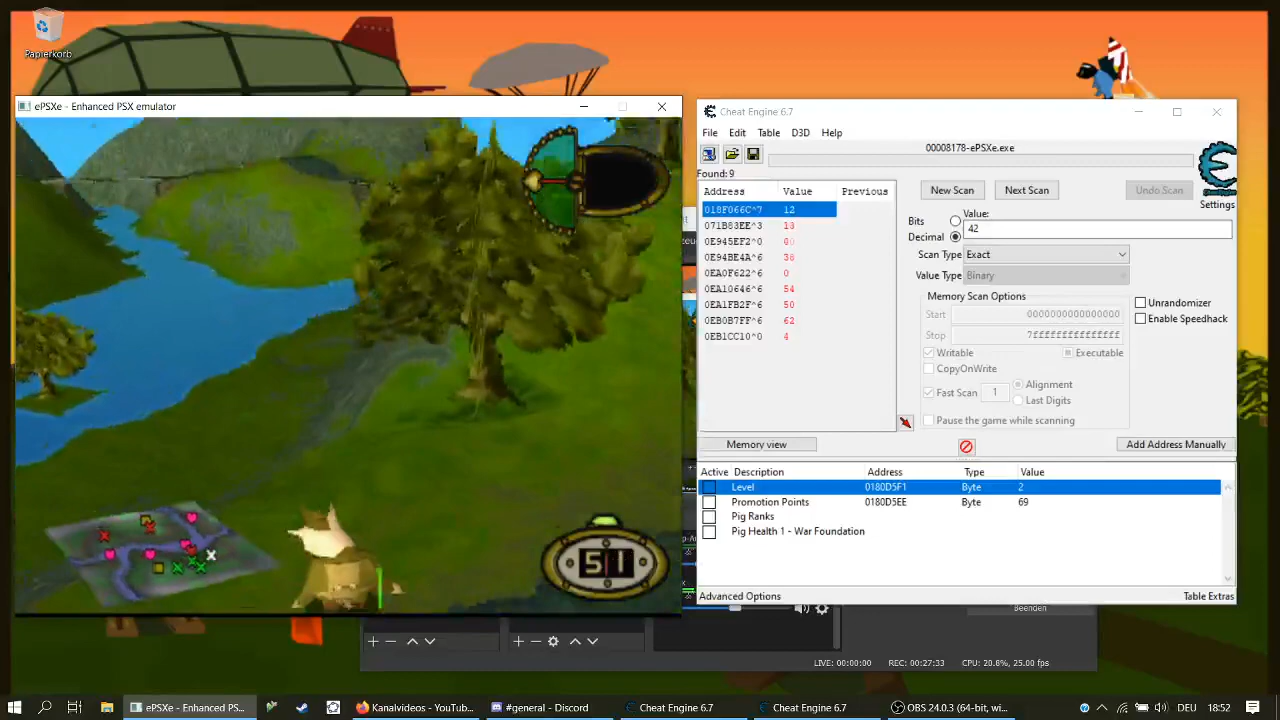 Papierkorb
ePSXe - Enhanced PSX emulator
51
Cheat Engine 6.7
File Edit Table D3D Help
00008178-ePSXe.exe
Found: 9
Address Value Previous
018F066C^7 12
071B83EE^3 13
0E945EF2^0 60
0E94BE4A^6 36
0EA0F622^6 0
0EA10646^6 54
0EA1FB2F^6 50
0EB0B7FF^6 62
0EB1CC10^0 4
New Scan Next Scan Undo Scan
Settings
Value:
Bits
42
Decimal
Scan Type Exact
Value Type Binary
Memory Scan Options
Start 0000000000000000
Stop 7fffffffffffffff
Writable Executable
CopyOnWrite
Fast Scan 1 Alignment
Last Digits
Pause the game while scanning
Unrandomizer
Enable Speedhack
Memory view
Add Address Manually
Active Description Address Type Value
Level 0180D5F1 Byte 2
Promotion Points 0180D5EE Byte 69
Pig Ranks
Pig Health 1 - War Foundation
Advanced Options Table Extras
Beenden
LIVE: 00:00:00 REC: 00:27:33 CPU: 20.8%, 25.00 fps
ePSXe - Enhanced PS... Kanalvideos - YouTub... #general - Discord Cheat Engine 6.7 Cheat Engine 6.7 OBS 24.0.3 (64-bit, wi... DEU 18:52